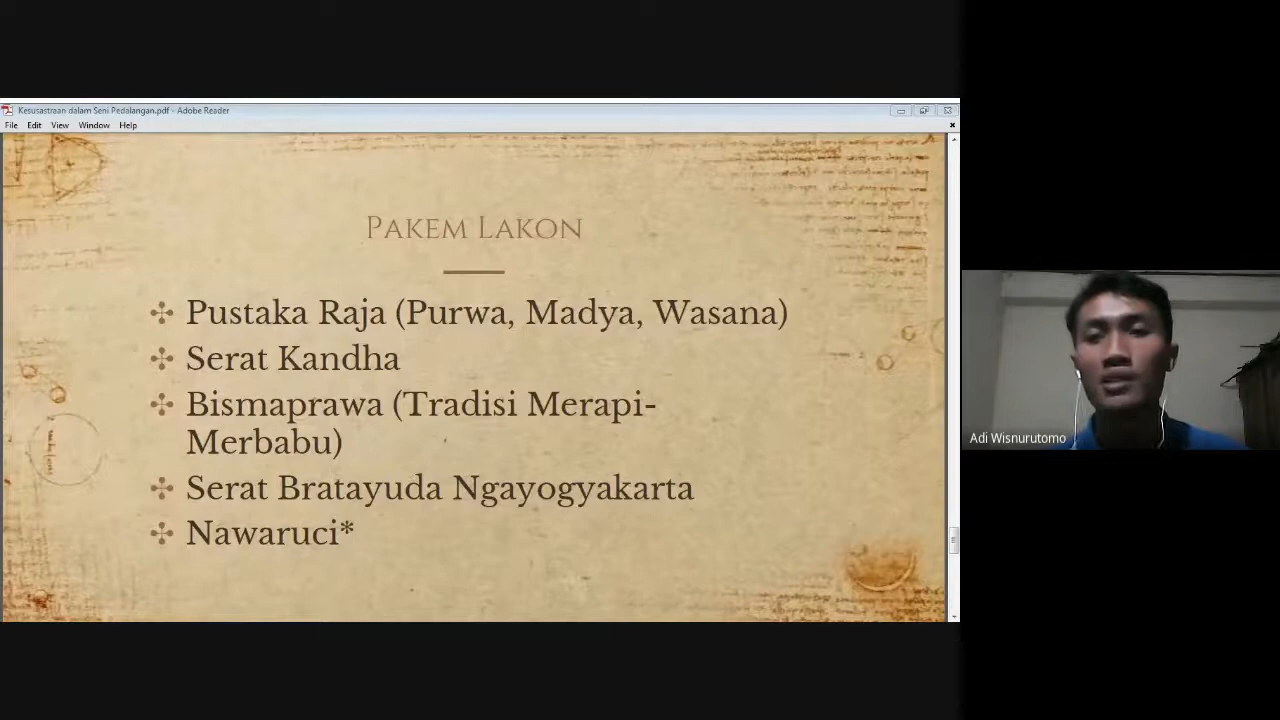 Kesusastraan dalam Seni Pedalangan.pdf - Adobe Reader
File Edit View Window Help
PAKEM LAKON
Pustaka Raja (Purwa, Madya, Wasana)
Serat Kandha
Bismaprawa (Tradisi Merapi-
Merbabu)
Serat Bratayuda Ngayogyakarta
Nawaruci*
Adi Wisnurutomo